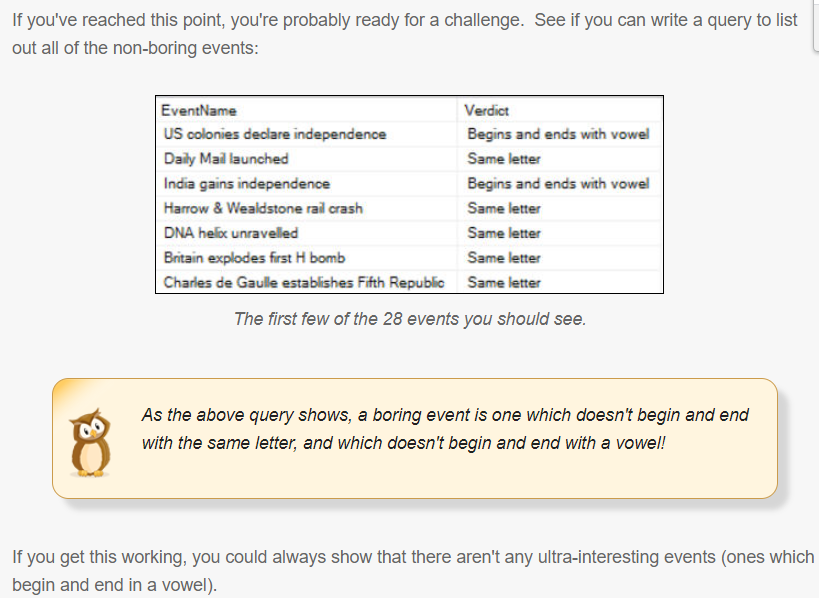 If you've reached this point, you're probably ready for a challenge.  See if you can write a query to list
out all of the non-boring events:
EventName Verdict
US colonies declare independence Begins and ends with vowel
Daily Mail launched Same letter
India gains independence Begins and ends with vowel
Harrow & Wealdstone rail crash Same letter
DNA helix unravelled Same letter
Britain explodes first H bomb Same letter
Charles de Gaulle establishes Fifth Republic Same letter
The first few of the 28 events you should see.
As the above query shows, a boring event is one which doesn't begin and end
with the same letter, and which doesn't begin and end with a vowel!
If you get this working, you could always show that there aren't any ultra-interesting events (ones which
begin and end in a vowel).